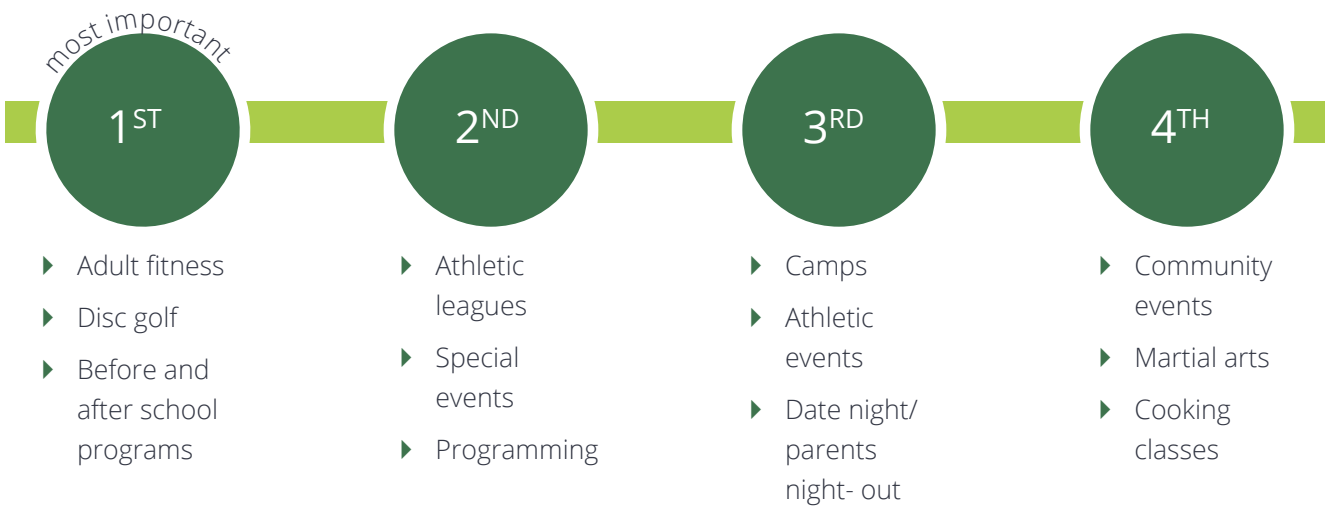 most important
1ST
Adult fitness
Disc golf
Before and
after school
programs
2ND
Athletic
leagues
Special
events
Programming
3RD
Camps
Athletic
events
Date night/
parents
night- out
4TH
Community
events
Martial arts
Cooking
classes